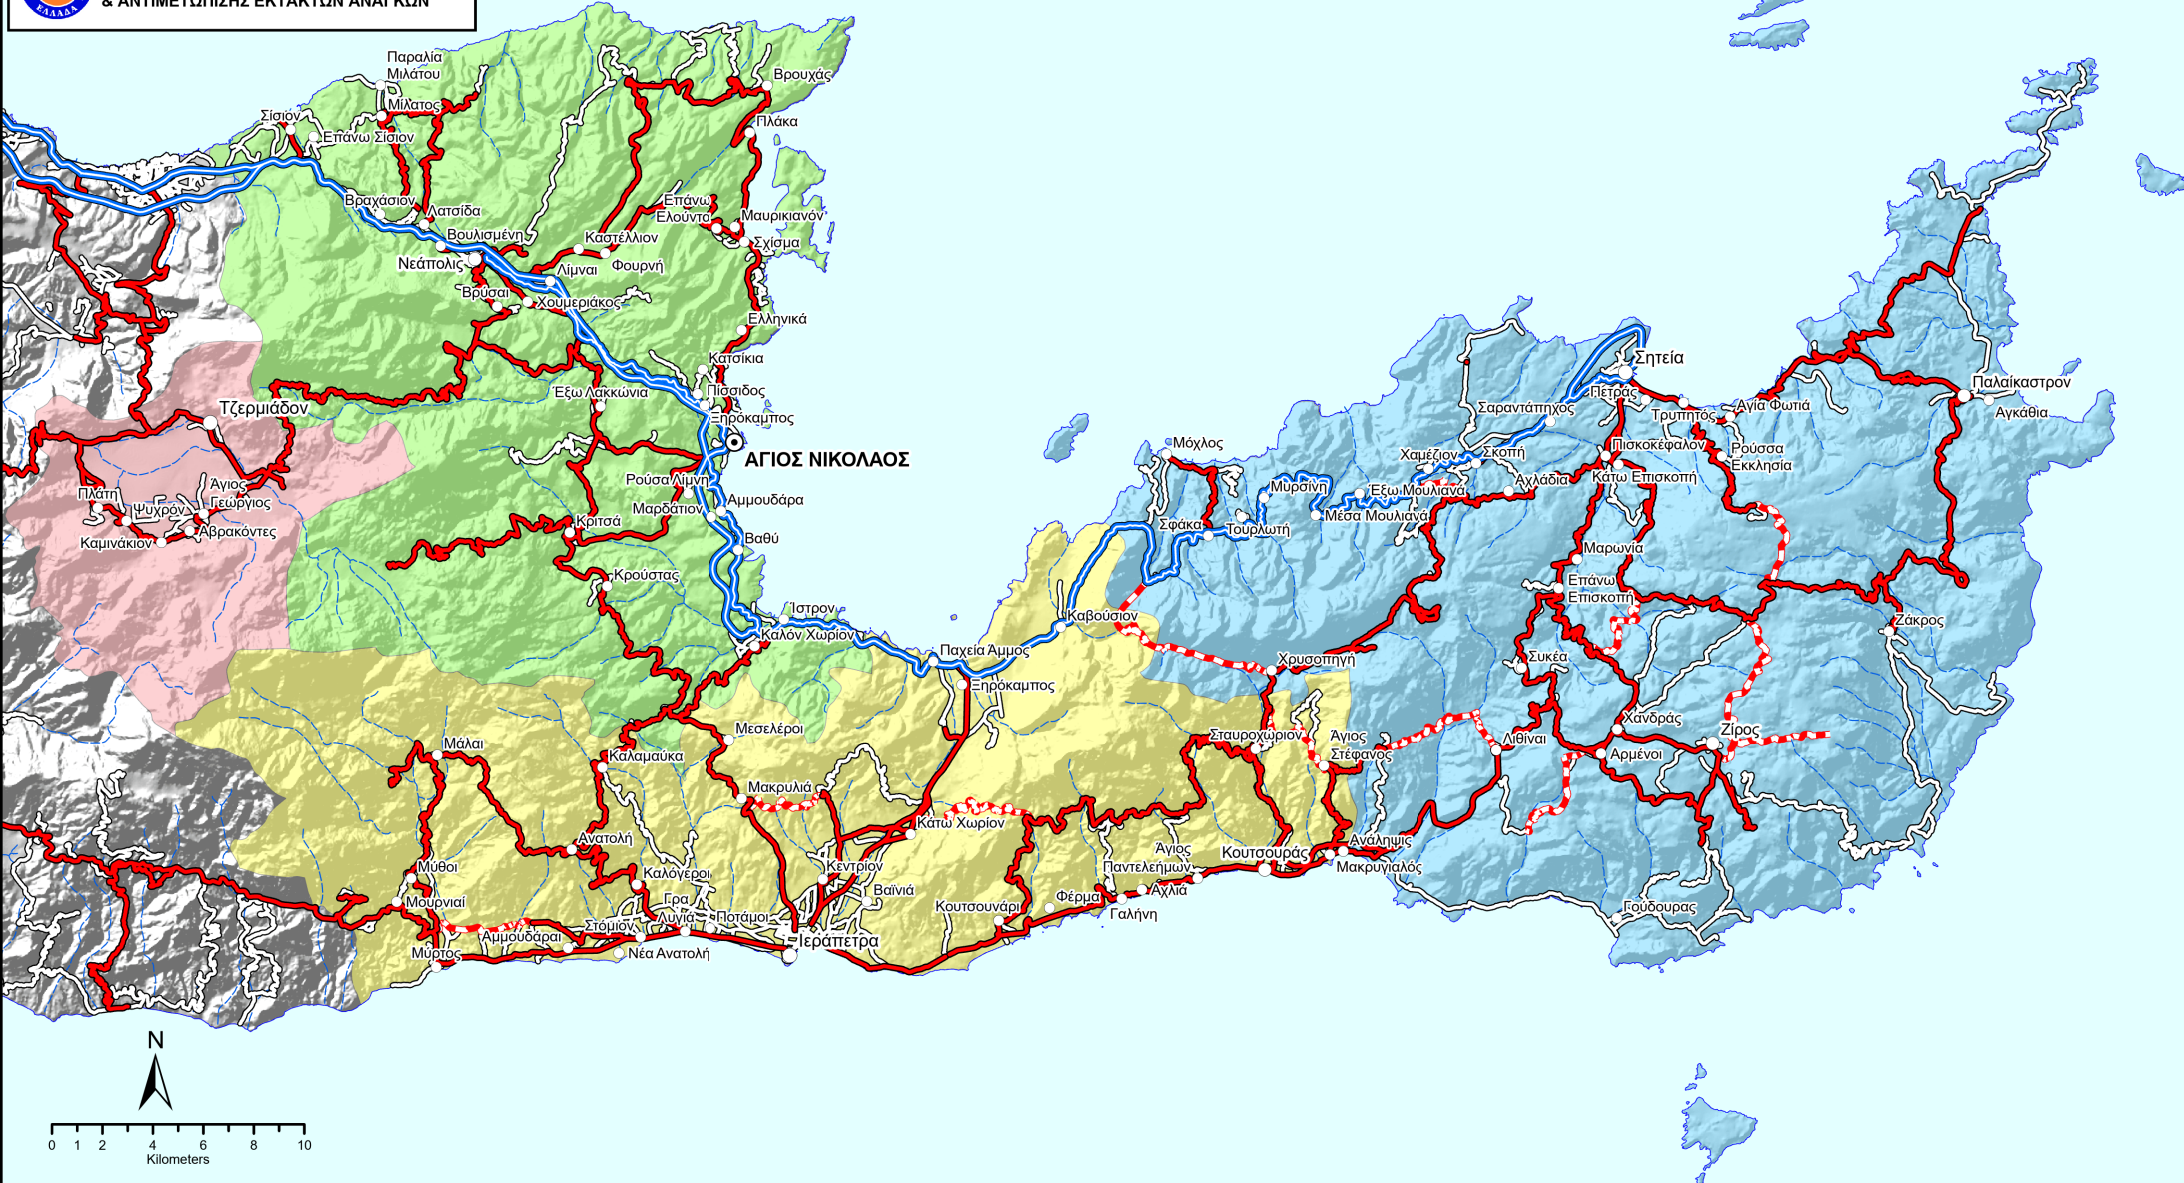 & ΑΝΤΙΜΕΤΩΠΙΣΗΣ ΕΚΤΑΚΤΩΝ ΑΝΑΓΚΩΝ
ΕΛΛΑΔΑ
Παραλία
Μιλάτου
Μίλατος
Σίσιον
Επάνω Σίσιον
Βρουχάς
Πλάκα
Βραχάσιον
Λατσίδα
Βουλισμένη
Νεάπολις
Επάνω
Ελούντα
Μαυρικιανόν
Σχίσμα
Καστέλλιον
Φουρνή
Λίμναι
Βρύσαι
Χουμεριάκος
Ελληνικά
Κατσίκια
Έξω Λακκώνια
Πίσσιδος
Ξηρόκαμπος
ΑΓΙΟΣ ΝΙΚΟΛΑΟΣ
Τζερμιάδον
Πλάτη
Ψυχρόν
Άγιος
Γεώργιος
Αβρακόντες
Καμινάκιον
Ρούσα Λίμνη
Μαρδάτιον
Αμμουδάρα
Κριτσά
Βαθύ
Κρούστας
Ίστρον
Καλόν Χωρίον
Παχεία Άμμος
Ξηρόκαμπος
Καβούσιον
Μόχλος
Σφάκα
Τουρλωτή
Μυρσίνη
Μέσα Μουλιανά
Έξω Μουλιανά
Χαμέζιον
Σκοπή
Σαραντάπηχος
Αχλάδια
Σητεία
Πετράς
Τρυπητός
Αγία Φωτιά
Παλαίκαστρον
Αγκάθια
Πισκοκέφαλον
Κάτω Επισκοπή
Ρούσσα
Εκκλησία
Μαρωνία
Επάνω
Επισκοπή
Ζάκρος
Συκέα
Χρυσοπηγή
Χανδράς
Ζίρος
Αρμένοι
Λιθίναι
Σταυροχώριον
Άγιος
Στέφανος
Μεσελέροι
Μάλαι
Καλαμαύκα
Μακρυλιά
Κάτω Χωρίον
Ανατολή
Μύθοι
Καλόγεροι
Κεντρίον
Βαϊνιά
Μουρνιαί
Γρα
Λυγιά
Ποτάμοι
Στόμιον
Αμμουδάραι
Μύρτος
Νέα Ανατολή
Ιεράπετρα
Κουτσουνάρι
Φέρμα
Γαλήνη
Αχλιά
Άγιος
Παντελεήμων
Κουτσουράς
Ανάληψις
Μακρυγιαλός
Γούδουρας
N
0 1 2 4 6 8 10
Kilometers